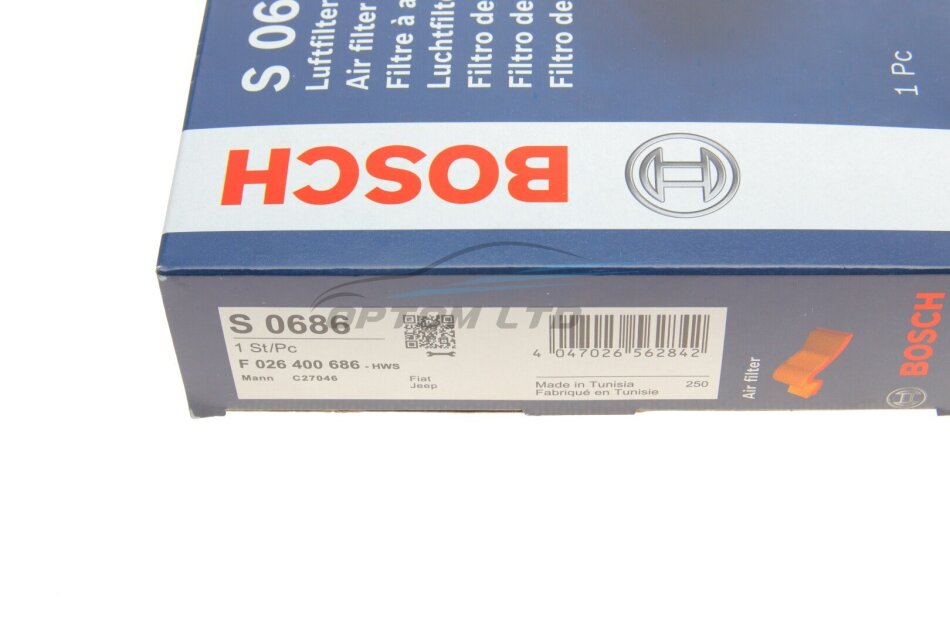 S 06
Luftfilter
Air filter
Filtre à a
Luchtfilte
Filtro de
Filtro de
Filtro de
1 Pc
BOSCH
S 0686
1 St/Pc
F 026 400 686 - HWS
Mann C27046
Fiat
Jeep
4 047026 562842
Made in Tunisia 250
Fabriqué en Tunisie
Air filter
BOSCH
OPTOM LTD